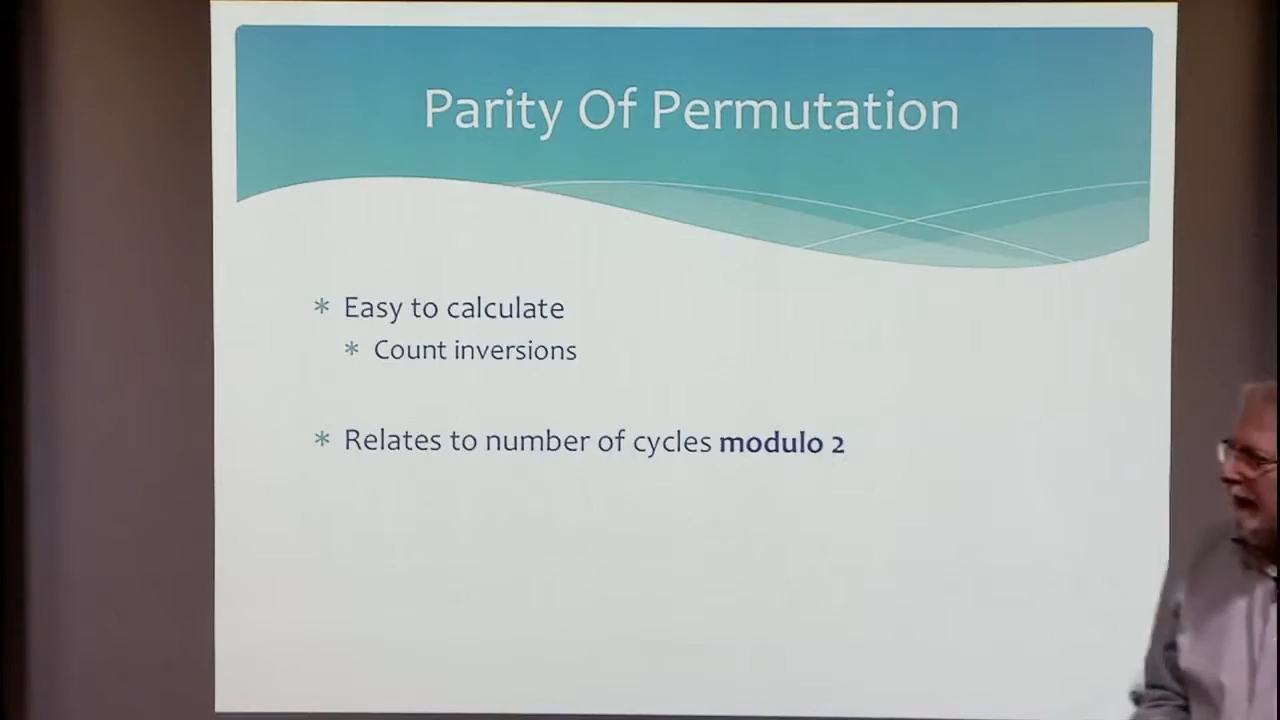 Parity Of Permutation
* Easy to calculate
* Count inversions
* Relates to number of cycles modulo 2